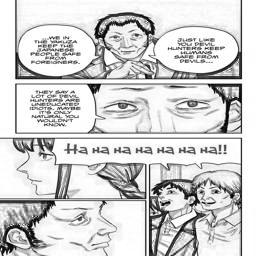 JUST LIKE
YOU DEVIL
HUNTERS KEEP
HUMANS
SAFE FROM
DEVILS...
...WE IN
THE YAKUZA
KEEP THE
JAPANESE
PEOPLE
SAFE FROM
FOREIGNERS.
THEY SAY A
LOT OF DEVIL
HUNTERS ARE
UNEDUCATED
IDIOTS. MAYBE
IT'S ONLY
NATURAL YOU
WOULDN'T
KNOW.
Ha ha ha ha ha ha ha!!